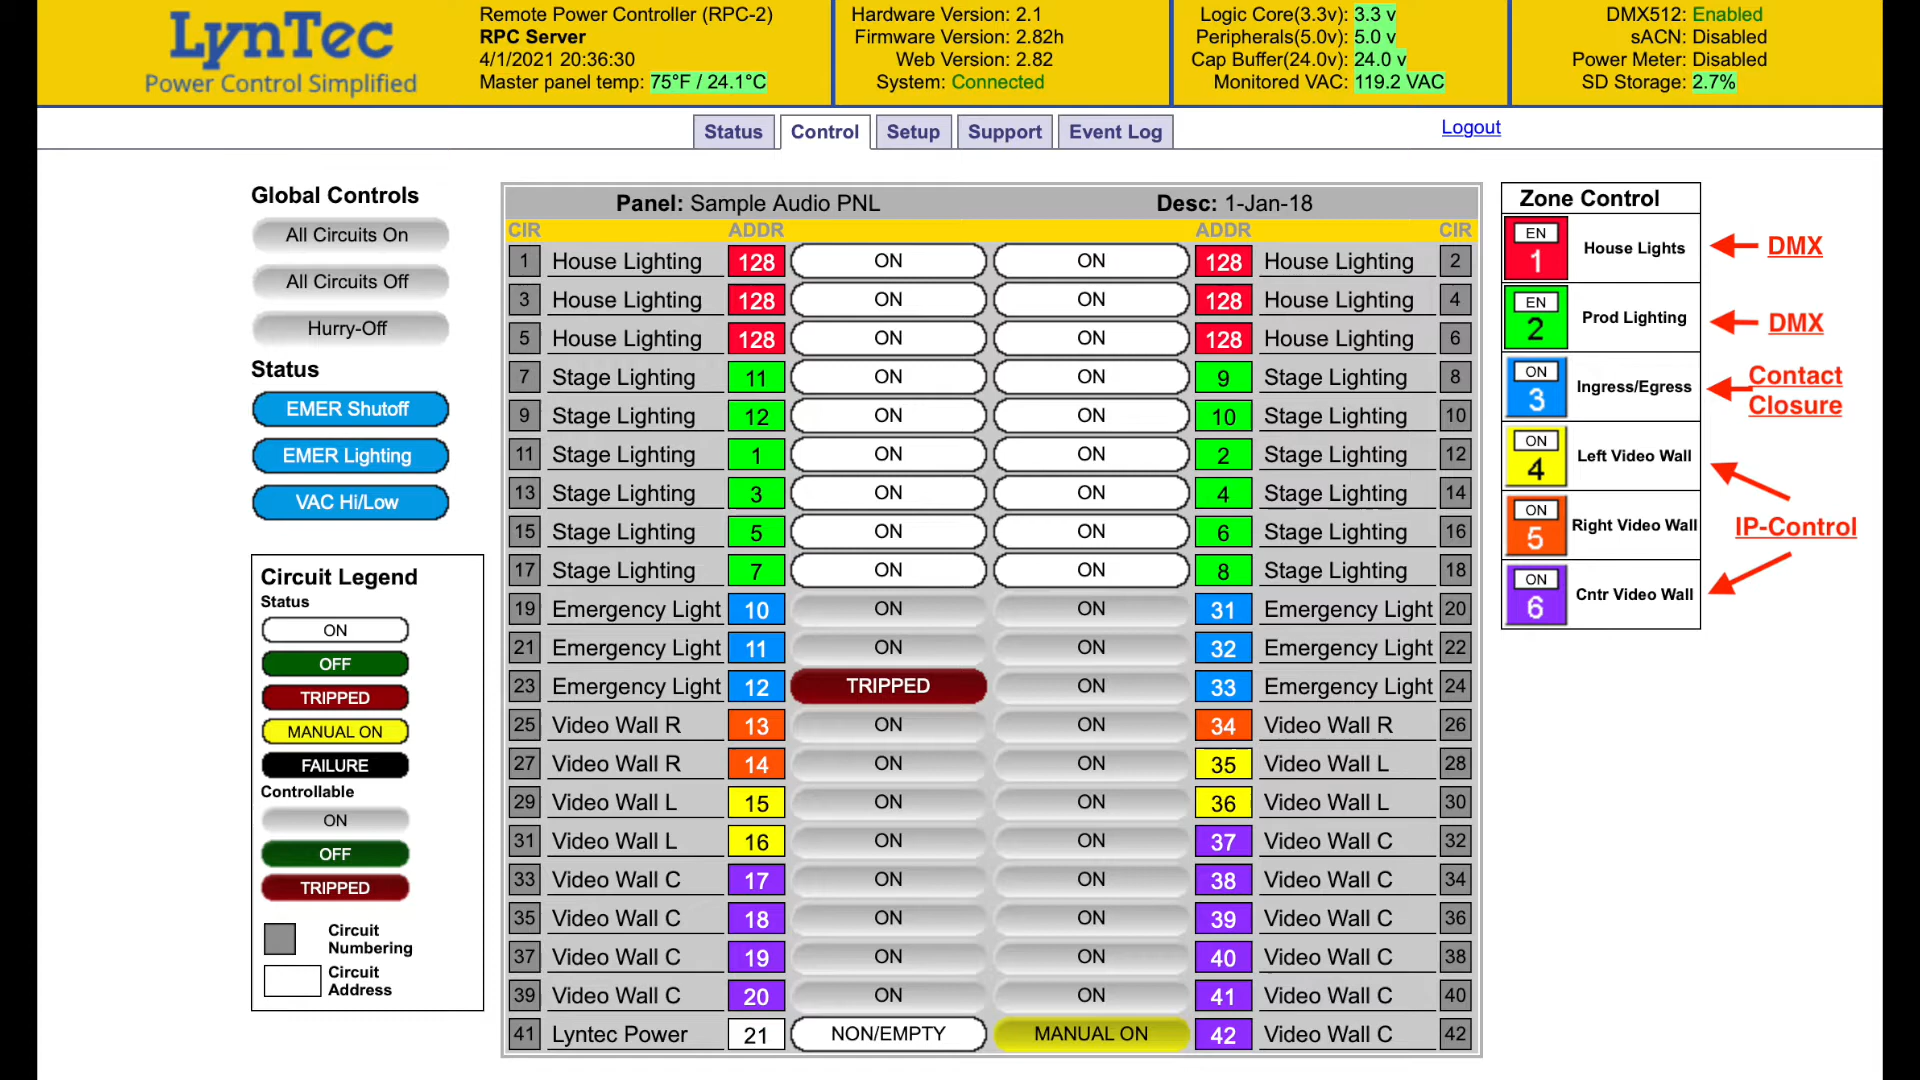 LynTec
Power Control Simplified
Remote Power Controller (RPC-2)
RPC Server
4/1/2021 20:36:30
Master panel temp: 75°F / 24.1°C
Hardware Version: 2.1
Firmware Version: 2.82h
Web Version: 2.82
System: Connected
Logic Core(3.3v): 3.3 v
Peripherals(5.0v): 5.0 v
Cap Buffer(24.0v): 24.0 v
Monitored VAC: 119.2 VAC
DMX512: Enabled
sACN: Disabled
Power Meter: Disabled
SD Storage: 2.7%
Status Control Setup Support Event Log Logout
Global Controls
All Circuits On
All Circuits Off
Hurry-Off
Status
EMER Shutoff
EMER Lighting
VAC Hi/Low
Circuit Legend
Status
ON
OFF
TRIPPED
MANUAL ON
FAILURE
Controllable
ON
OFF
TRIPPED
Circuit
Numbering
Circuit
Address
Panel: Sample Audio PNL Desc: 1-Jan-18
CIR ADDR ADDR CIR
1 House Lighting 128 ON ON 128 House Lighting 2
3 House Lighting 128 ON ON 128 House Lighting 4
5 House Lighting 128 ON ON 128 House Lighting 6
7 Stage Lighting 11 ON ON 9 Stage Lighting 8
9 Stage Lighting 12 ON ON 10 Stage Lighting 10
11 Stage Lighting 1 ON ON 2 Stage Lighting 12
13 Stage Lighting 3 ON ON 4 Stage Lighting 14
15 Stage Lighting 5 ON ON 6 Stage Lighting 16
17 Stage Lighting 7 ON ON 8 Stage Lighting 18
19 Emergency Light 10 ON ON 31 Emergency Light 20
21 Emergency Light 11 ON ON 32 Emergency Light 22
23 Emergency Light 12 TRIPPED ON 33 Emergency Light 24
25 Video Wall R 13 ON ON 34 Video Wall R 26
27 Video Wall R 14 ON ON 35 Video Wall L 28
29 Video Wall L 15 ON ON 36 Video Wall L 30
31 Video Wall L 16 ON ON 37 Video Wall C 32
33 Video Wall C 17 ON ON 38 Video Wall C 34
35 Video Wall C 18 ON ON 39 Video Wall C 36
37 Video Wall C 19 ON ON 40 Video Wall C 38
39 Video Wall C 20 ON ON 41 Video Wall C 40
41 Lyntec Power 21 NON/EMPTY MANUAL ON 42 Video Wall C 42
Zone Control
EN
1 House Lights
DMX
EN
2 Prod Lighting
DMX
ON
3 Ingress/Egress
Contact
Closure
ON
4 Left Video Wall
ON
5 Right Video Wall
IP-Control
ON
6 Cntr Video Wall